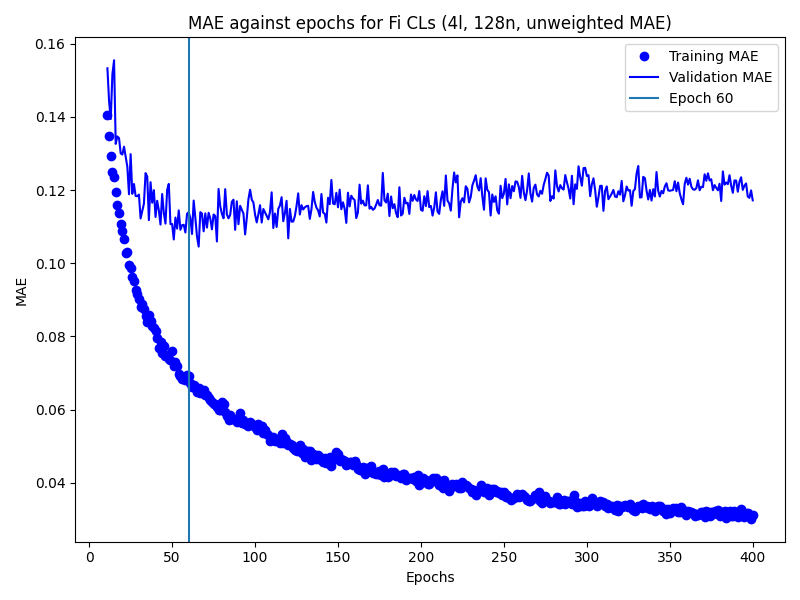 MAE against epochs for Fi CLs (4l, 128n, unweighted MAE)
Training MAE
Validation MAE
Epoch 60
MAE
0.16
0.14
0.12
0.10
0.08
0.06
0.04
0 50 100 150 200 250 300 350 400
Epochs